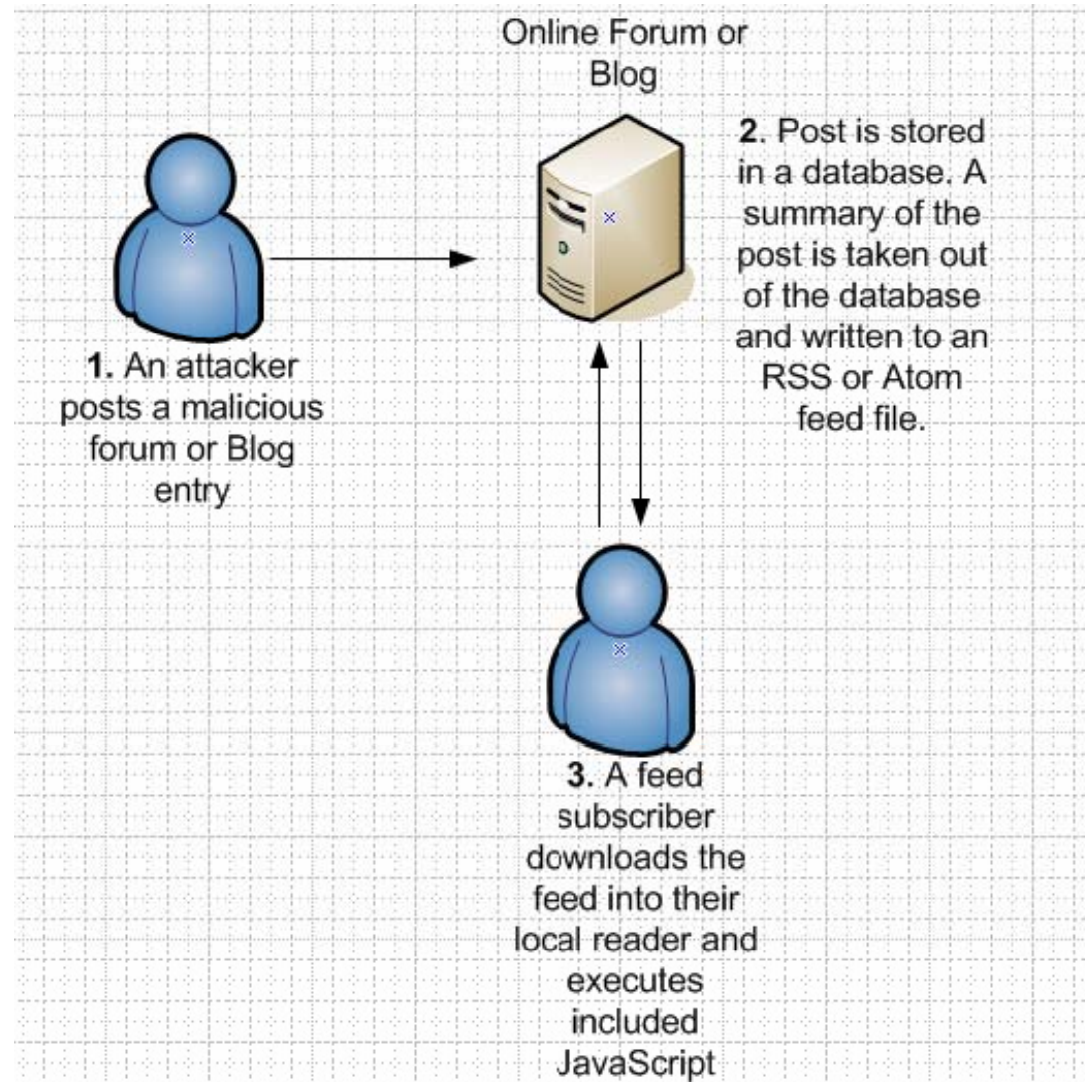 Online Forum or
Blog
1. An attacker
posts a malicious
forum or Blog
entry
2. Post is stored
in a database. A
summary of the
post is taken out
of the database
and written to an
RSS or Atom
feed file.
3. A feed
subscriber
downloads the
feed into their
local reader and
executes
included
JavaScript